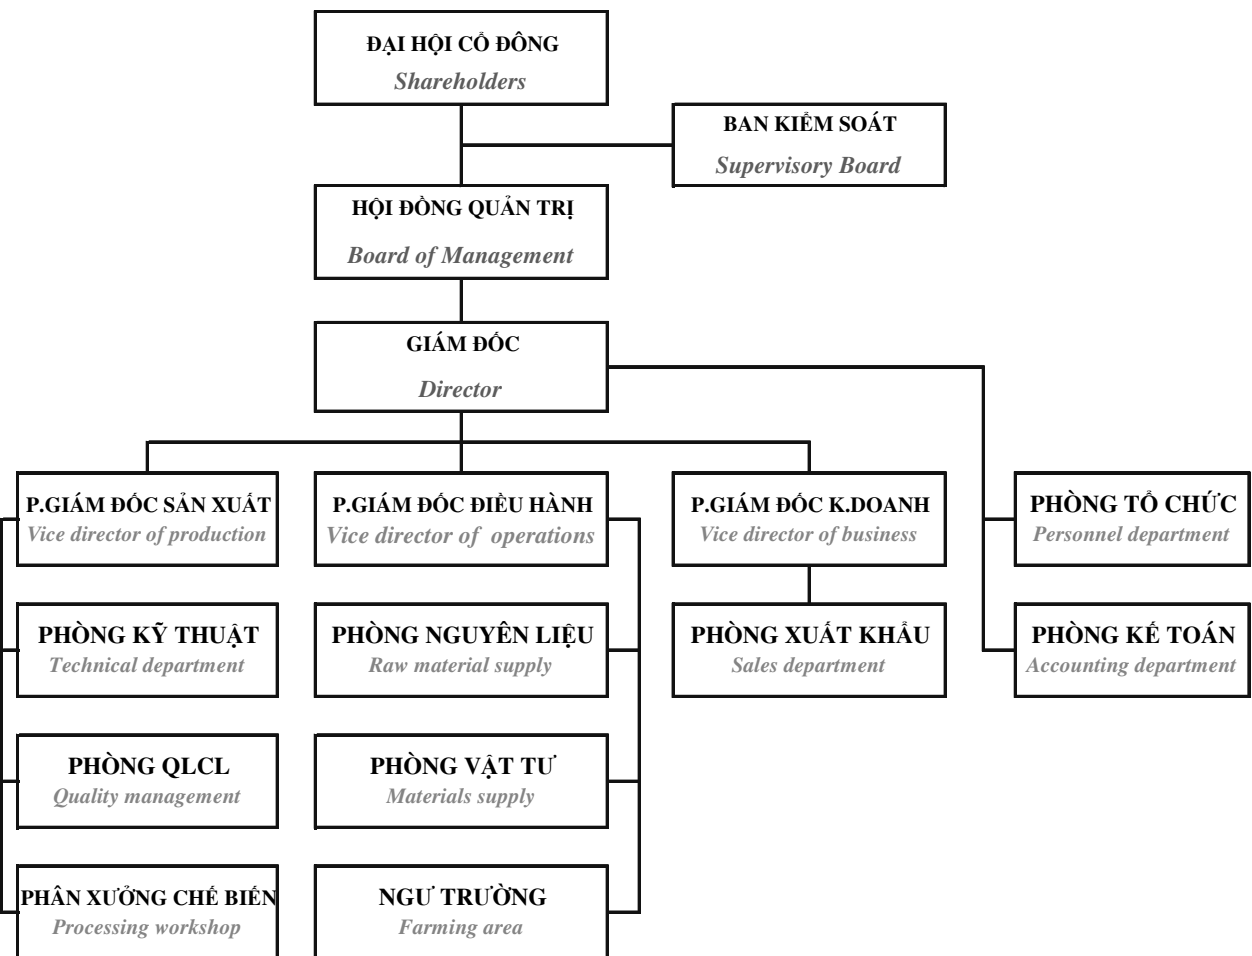 ĐẠI HỘI CỔ ĐÔNG
Shareholders
BAN KIỂM SOÁT
Supervisory Board
HỘI ĐỒNG QUẢN TRỊ
Board of Management
GIÁM ĐỐC
Director
P.GIÁM ĐỐC SẢN XUẤT
Vice director of production
P.GIÁM ĐỐC ĐIỀU HÀNH
Vice director of operations
P.GIÁM ĐỐC K.DOANH
Vice director of business
PHÒNG TỔ CHỨC
Personnel department
PHÒNG KỸ THUẬT
Technical department
PHÒNG NGUYÊN LIỆU
Raw material supply
PHÒNG XUẤT KHẨU
Sales department
PHÒNG KẾ TOÁN
Accounting department
PHÒNG QLCL
Quality management
PHÒNG VẬT TƯ
Materials supply
PHÂN XƯỞNG CHẾ BIẾN
Processing workshop
NGƯ TRƯỜNG
Farming area